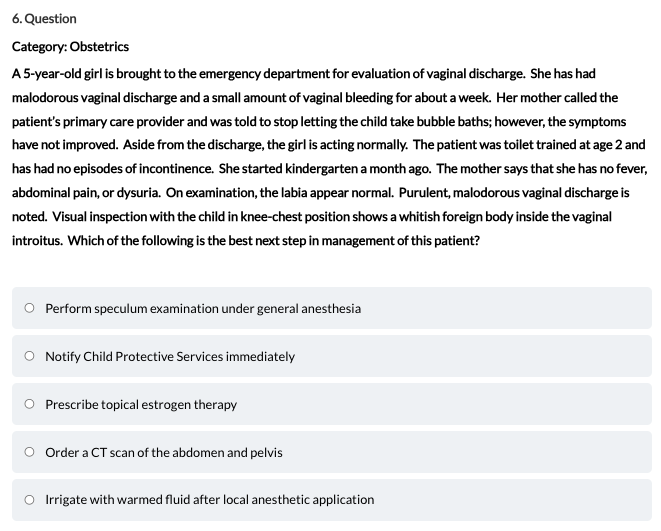 6. Question
Category: Obstetrics
A 5-year-old girl is brought to the emergency department for evaluation of vaginal discharge. She has had
malodorous vaginal discharge and a small amount of vaginal bleeding for about a week. Her mother called the
patient's primary care provider and was told to stop letting the child take bubble baths; however, the symptoms
have not improved. Aside from the discharge, the girl is acting normally. The patient was toilet trained at age 2 and
has had no episodes of incontinence. She started kindergarten a month ago. The mother says that she has no fever,
abdominal pain, or dysuria. On examination, the labia appear normal. Purulent, malodorous vaginal discharge is
noted. Visual inspection with the child in knee-chest position shows a whitish foreign body inside the vaginal
introitus. Which of the following is the best next step in management of this patient?
Perform speculum examination under general anesthesia
Notify Child Protective Services immediately
Prescribe topical estrogen therapy
Order a CT scan of the abdomen and pelvis
Irrigate with warmed fluid after local anesthetic application